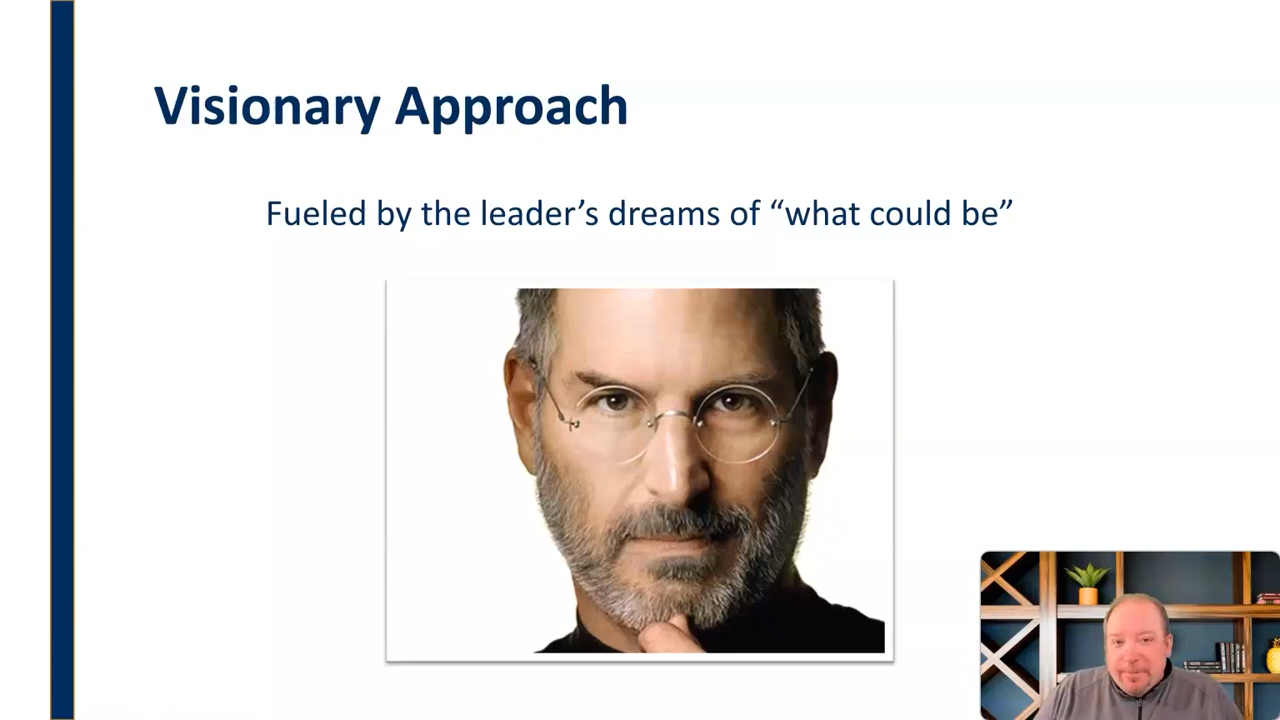 Visionary Approach
Fueled by the leader’s dreams of “what could be”